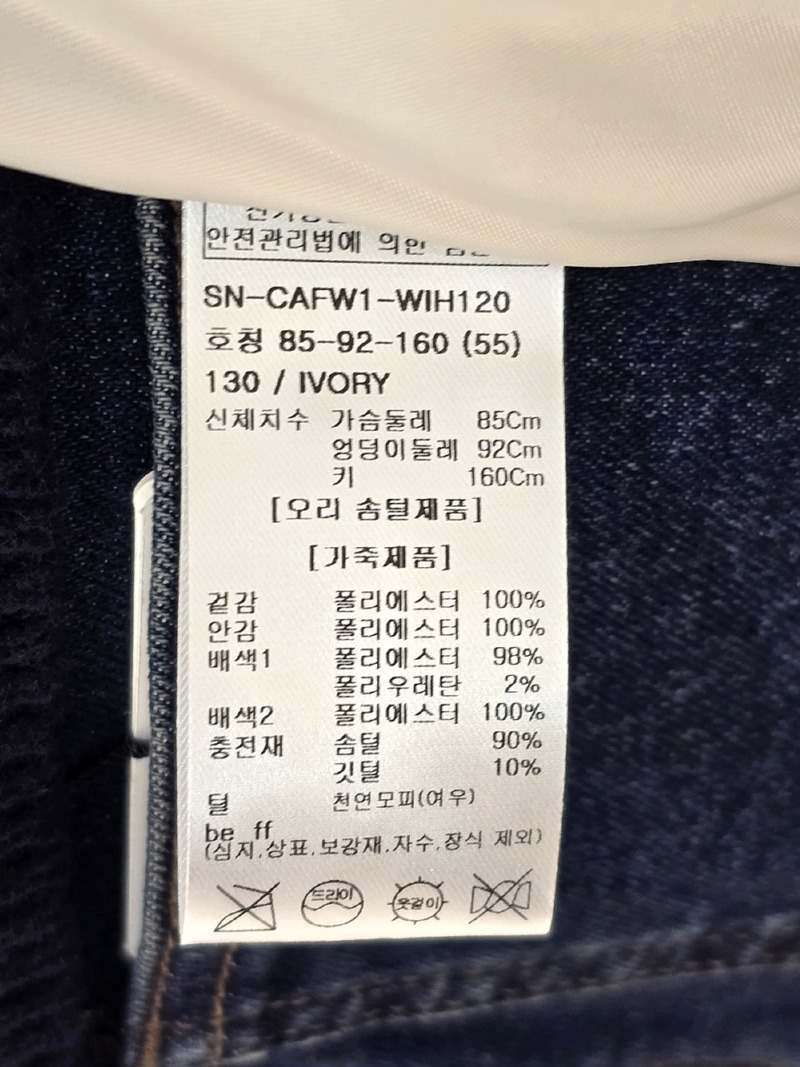 안전관리법에 의한
SN-CAFW1-WIH120
호칭 85-92-160 (55)
130 / IVORY
신체치수 가슴둘레 85Cm
엉덩이둘레 92Cm
키 160Cm
[오리 솜털제품]
[가죽제품]
겉감 폴리에스터 100%
안감 폴리에스터 100%
배색1 폴리에스터 98%
폴리우레탄 2%
배색2 폴리에스터 100%
충전재 솜털 90%
깃털 10%
털 천연모피(여우)
be ff
(심지,상표,보강재,자수,장식 제외)
드라이 옷걸이